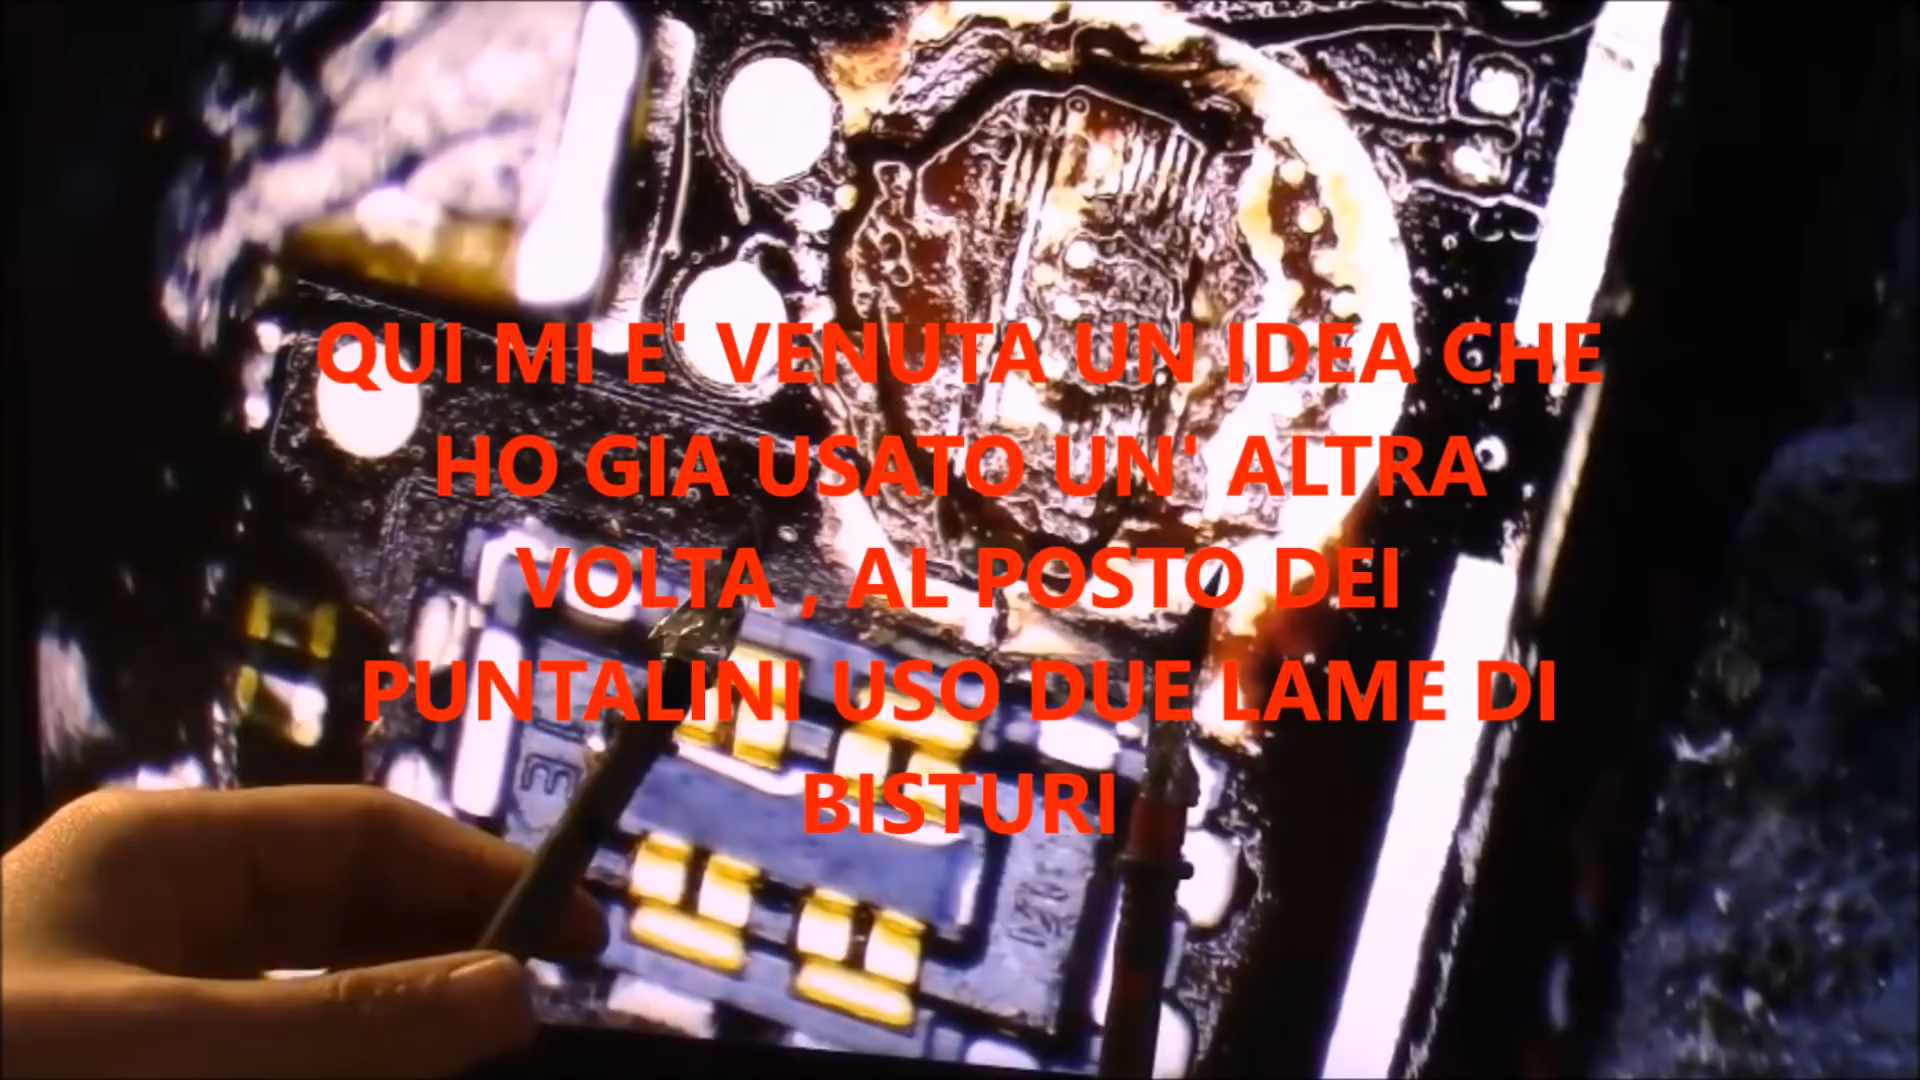 QUI MI E' VENUTA UN IDEA CHE
HO GIA USATO UN' ALTRA
VOLTA , AL POSTO DEI
PUNTALINI USO DUE LAME DI
BISTURI